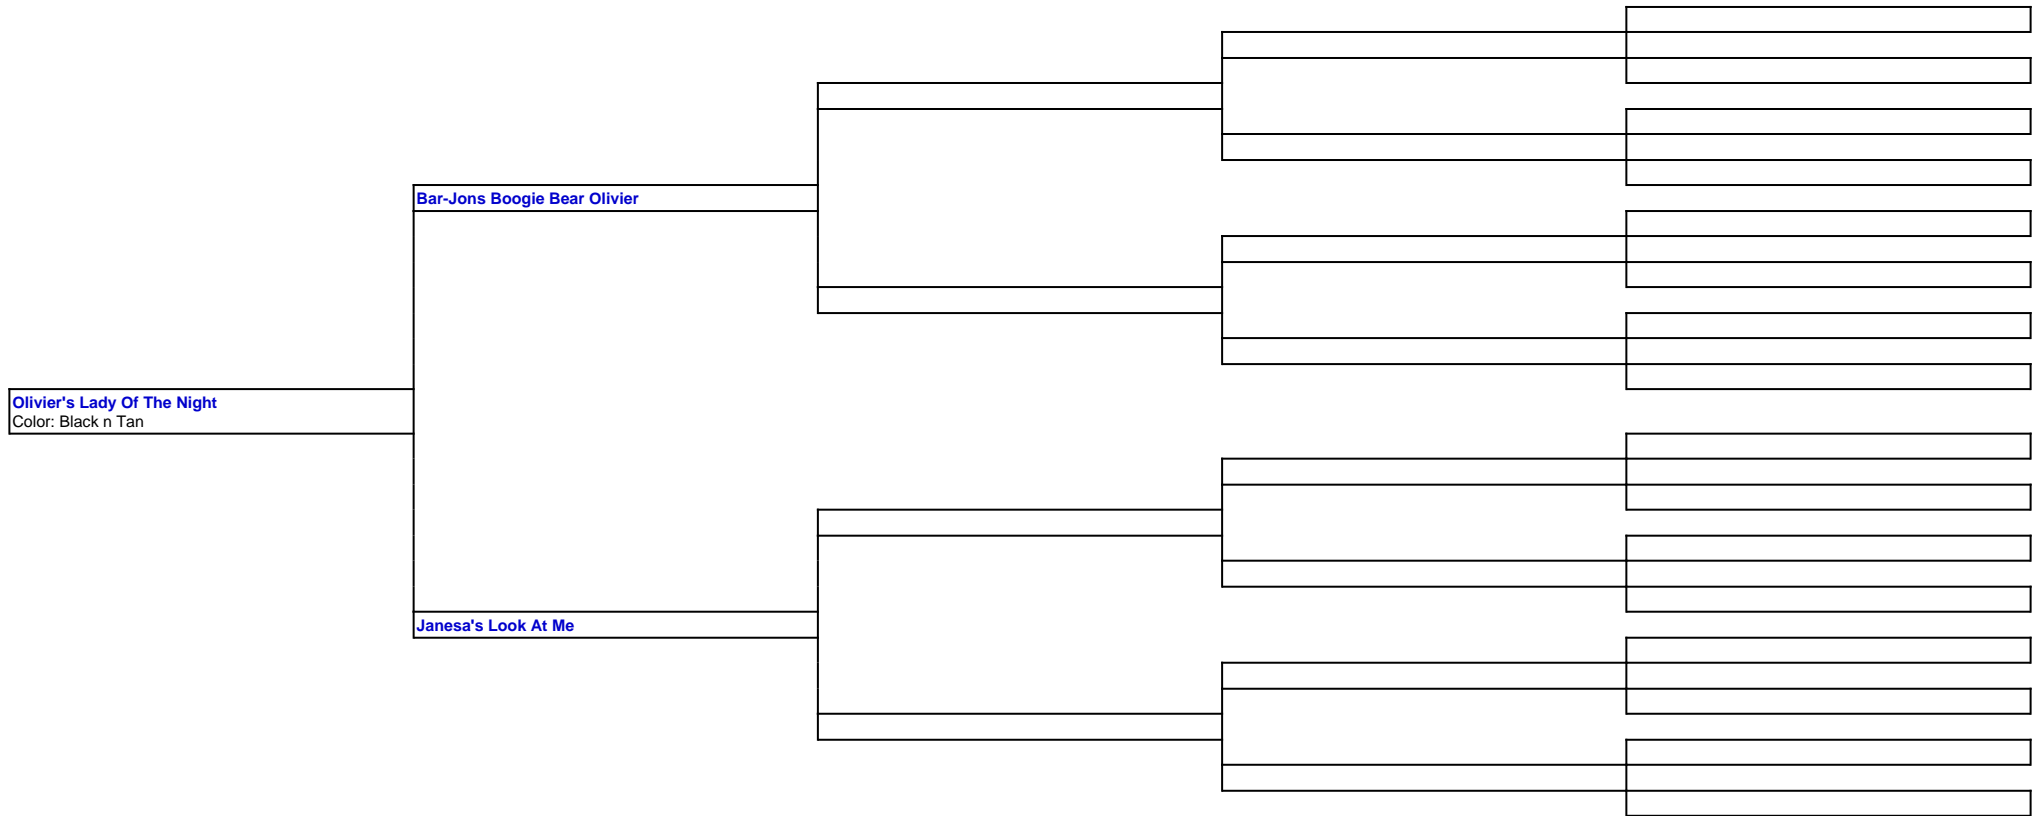 Bar-Jons Boogie Bear Olivier
Olivier's Lady Of The Night
Color: Black n Tan
Janesa's Look At Me